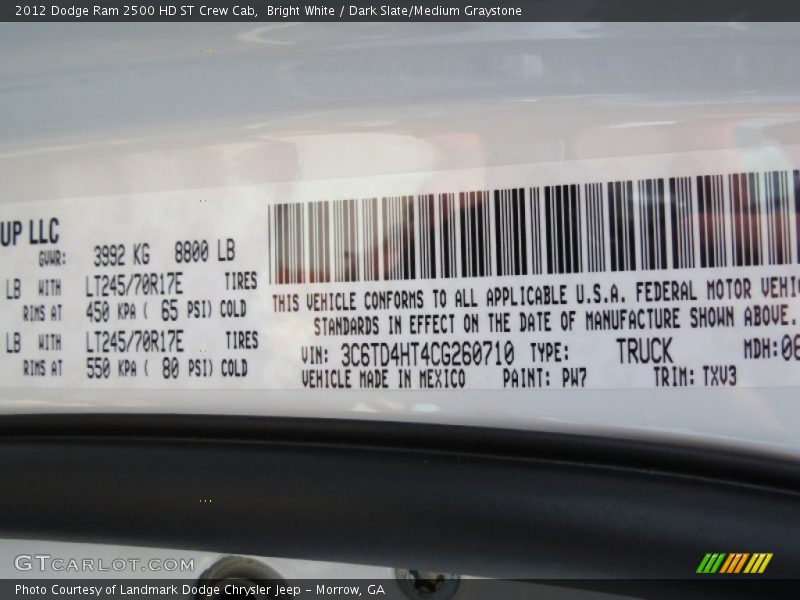 2012 Dodge Ram 2500 HD ST Crew Cab, Bright White / Dark Slate/Medium Graystone
UP LLC
GVWR: 3992 KG 8800 LB
LB WITH LT245/70R17E TIRES
RIMS AT 450 KPA ( 65 PSI) COLD
LB WITH LT245/70R17E TIRES
RIMS AT 550 KPA ( 80 PSI) COLD
THIS VEHICLE CONFORMS TO ALL APPLICABLE U.S.A. FEDERAL MOTOR VEHI
STANDARDS IN EFFECT ON THE DATE OF MANUFACTURE SHOWN ABOVE.
VIN: 3C6TD4HT4CG260710 TYPE: TRUCK MDH: 06
VEHICLE MADE IN MEXICO PAINT: PW7 TRIM: TXV3
GTCARLOT.COM
Photo Courtesy of Landmark Dodge Chrysler Jeep - Morrow, GA